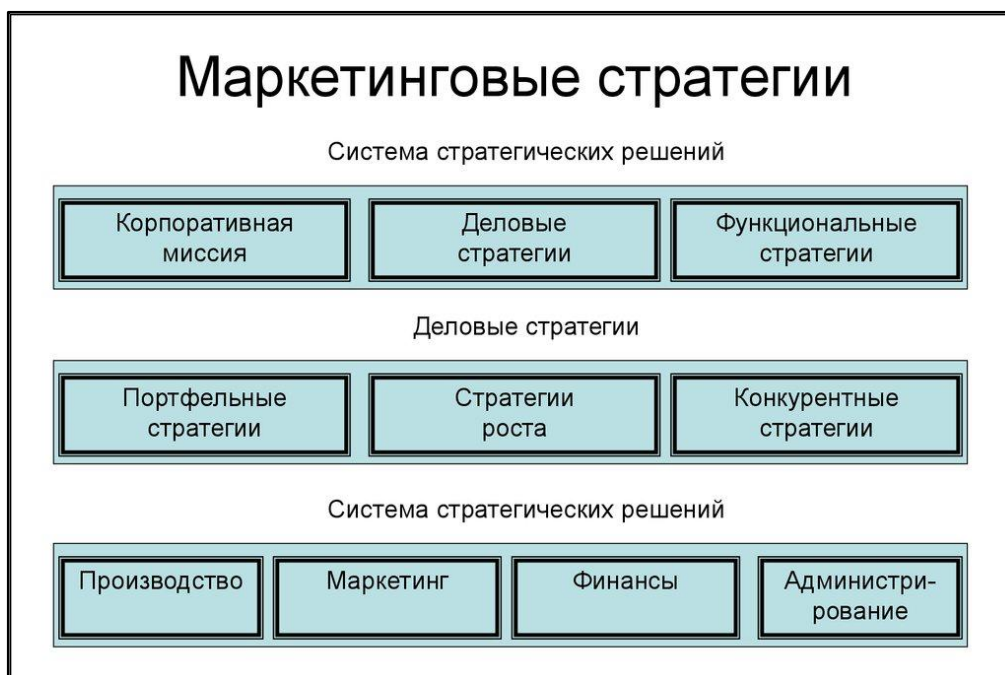 Маркетинговые стратегии
Система стратегических решений
Корпоративная
миссия
Деловые
стратегии
Функциональные
стратегии
Деловые стратегии
Портфельные
стратегии
Стратегии
роста
Конкурентные
стратегии
Система стратегических решений
Производство
Маркетинг
Финансы
Администри-
рование